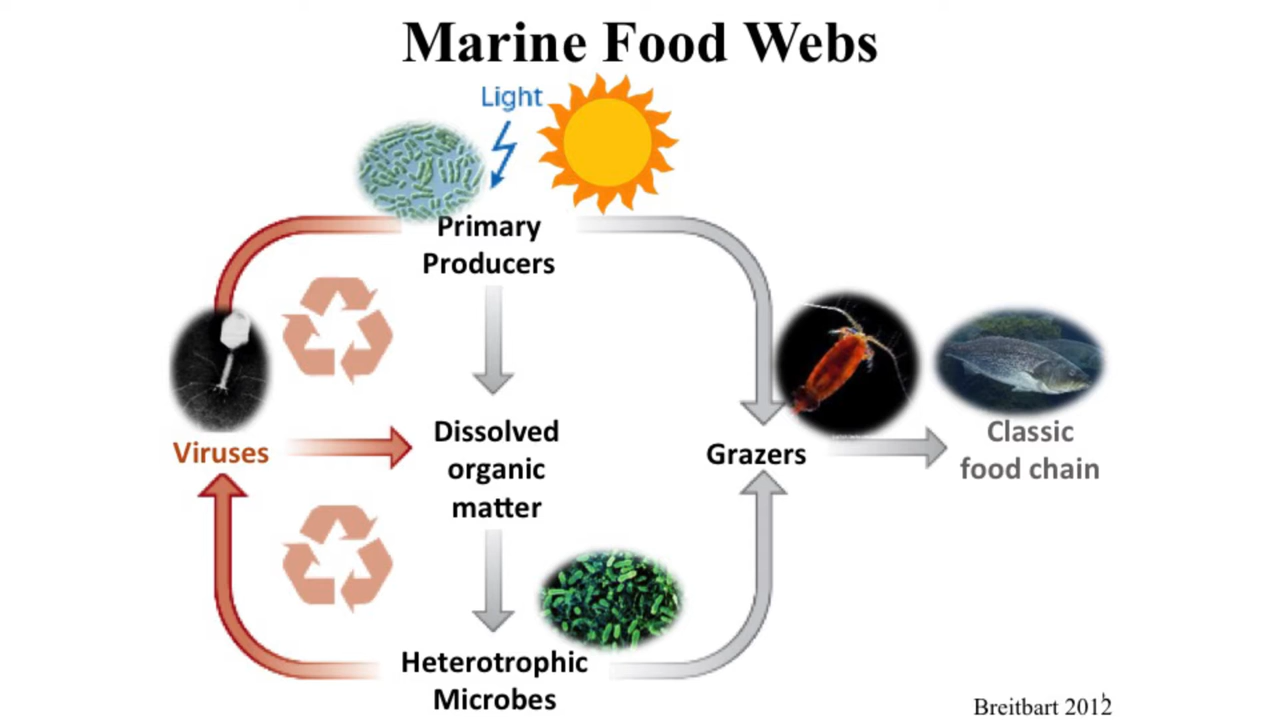 Marine Food Webs
Light
Primary
Producers
Viruses
Dissolved
organic
matter
Grazers
Classic
food chain
Heterotrophic
Microbes
Breitbart 2012